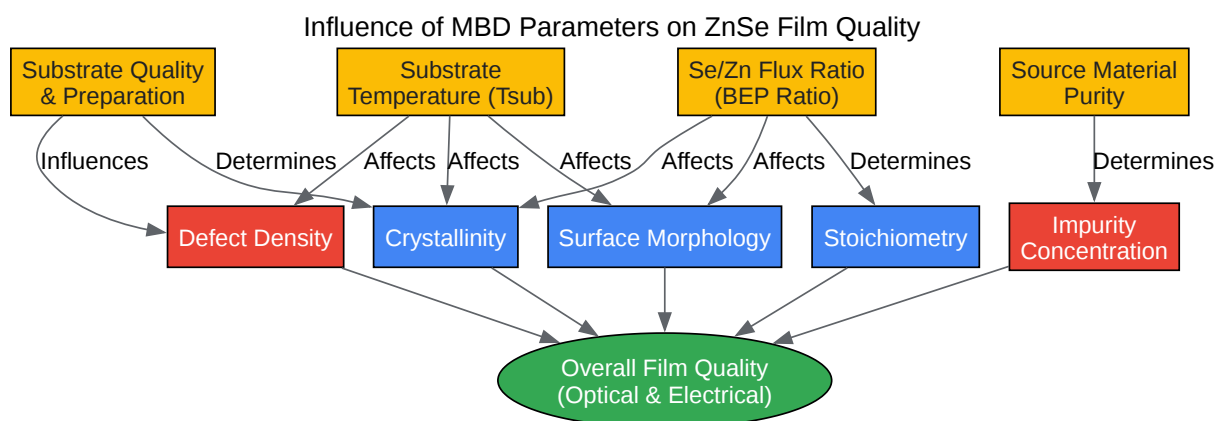 Influence of MBD Parameters on ZnSe Film Quality
Substrate Quality
& Preparation
Substrate
Temperature (Tsub)
Se/Zn Flux Ratio
(BEP Ratio)
Source Material
Purity
Influences
Determines
Affects
Affects
Affects
Affects
Affects
Determines
Determines
Defect Density
Crystallinity
Surface Morphology
Stoichiometry
Impurity
Concentration
Overall Film Quality
(Optical & Electrical)